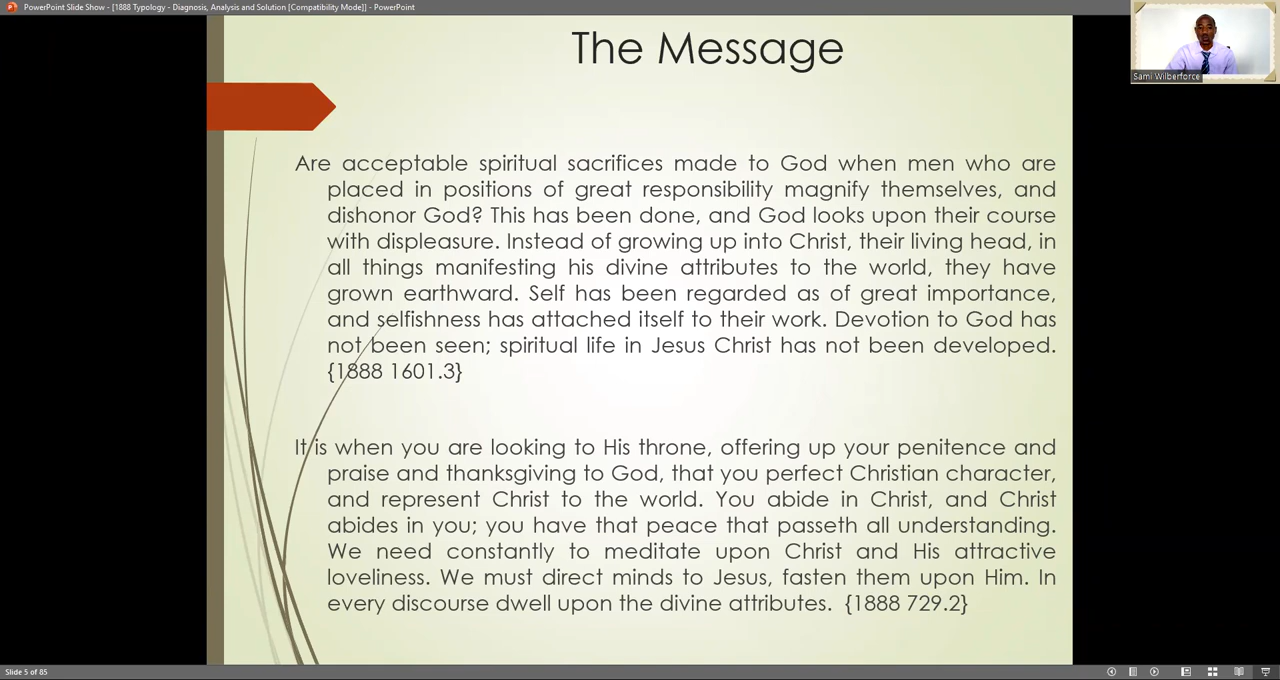 PowerPoint Slide Show - [1888 Typology - Diagnosis, Analysis and Solution [Compatibility Mode]] - PowerPoint
The Message
Sami Wilberforce
Are acceptable spiritual sacrifices made to God when men who are
placed in positions of great responsibility magnify themselves, and
dishonor God? This has been done, and God looks upon their course
with displeasure. Instead of growing up into Christ, their living head, in
all things manifesting his divine attributes to the world, they have
grown earthward. Self has been regarded as of great importance,
and selfishness has attached itself to their work. Devotion to God has
not been seen; spiritual life in Jesus Christ has not been developed.
{1888 1601.3}
It is when you are looking to His throne, offering up your penitence and
praise and thanksgiving to God, that you perfect Christian character,
and represent Christ to the world. You abide in Christ, and Christ
abides in you; you have that peace that passeth all understanding.
We need constantly to meditate upon Christ and His attractive
loveliness. We must direct minds to Jesus, fasten them upon Him. In
every discourse dwell upon the divine attributes. {1888 729.2}
Slide 5 of 85